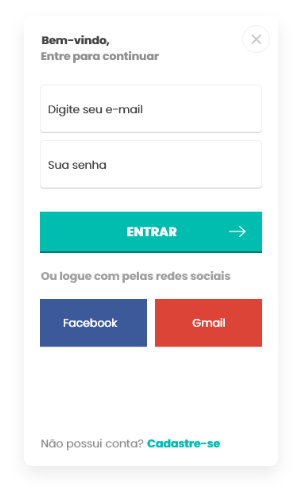 Bem-vindo,
Entre para continuar
Digite seu e-mail
Sua senha
ENTRAR
Ou logue com pelas redes sociais
Facebook
Gmail
Não possui conta? Cadastre-se